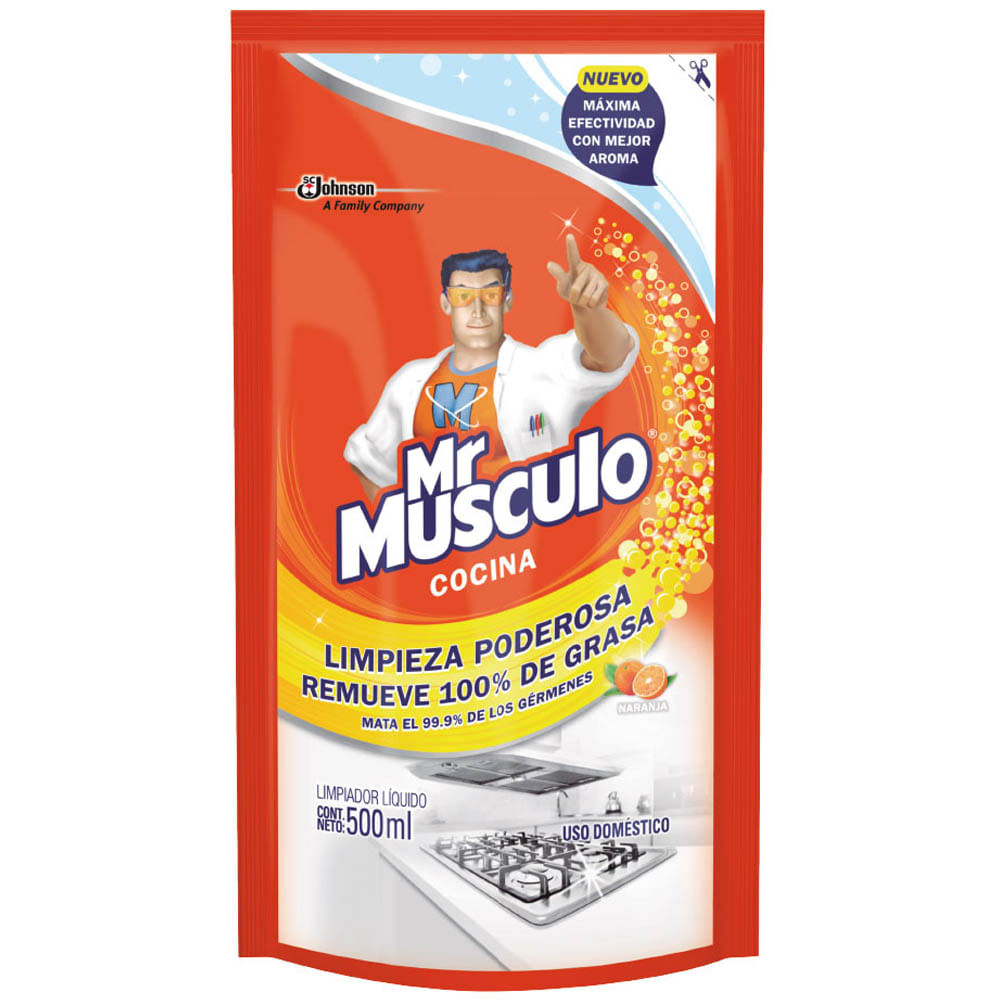 NUEVO
MÁXIMA
EFECTIVIDAD
CON MEJOR
AROMA
SC Johnson
A Family Company
M
Mr
MUSCULO®
COCINA
LIMPIEZA PODEROSA
REMUEVE 100% DE GRASA
MATA EL 99.9% DE LOS GÉRMENES
NARANJA
LIMPIADOR LÍQUIDO
CONT. NETO: 500ml
USO DOMÉSTICO